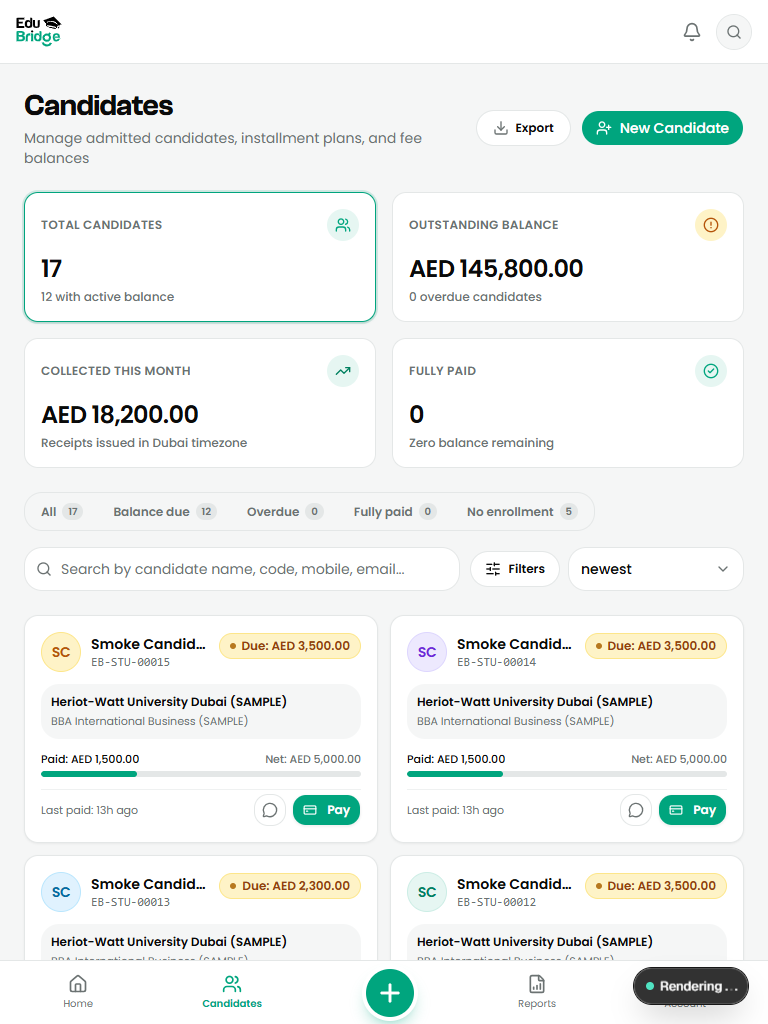 Edu
Bridge
Candidates
Manage admitted candidates, installment plans, and fee
balances
Export
New Candidate
TOTAL CANDIDATES
17
12 with active balance
OUTSTANDING BALANCE
AED 145,800.00
0 overdue candidates
COLLECTED THIS MONTH
AED 18,200.00
Receipts issued in Dubai timezone
FULLY PAID
0
Zero balance remaining
All 17 Balance due 12 Overdue 0 Fully paid 0 No enrollment 5
Search by candidate name, code, mobile, email...
Filters
newest
SC
Smoke Candid...
EB-STU-00015
Due: AED 3,500.00
Heriot-Watt University Dubai (SAMPLE)
BBA International Business (SAMPLE)
Paid: AED 1,500.00 Net: AED 5,000.00
Last paid: 13h ago
Pay
SC
Smoke Candid...
EB-STU-00014
Due: AED 3,500.00
Heriot-Watt University Dubai (SAMPLE)
BBA International Business (SAMPLE)
Paid: AED 1,500.00 Net: AED 5,000.00
Last paid: 13h ago
Pay
SC
Smoke Candid...
EB-STU-00013
Due: AED 2,300.00
Heriot-Watt University Dubai (SAMPLE)
BBA International Business (SAMPLE)
SC
Smoke Candid...
EB-STU-00012
Due: AED 3,500.00
Heriot-Watt University Dubai (SAMPLE)
BBA International Business (SAMPLE)
Home
Candidates
Reports
Rendering ...